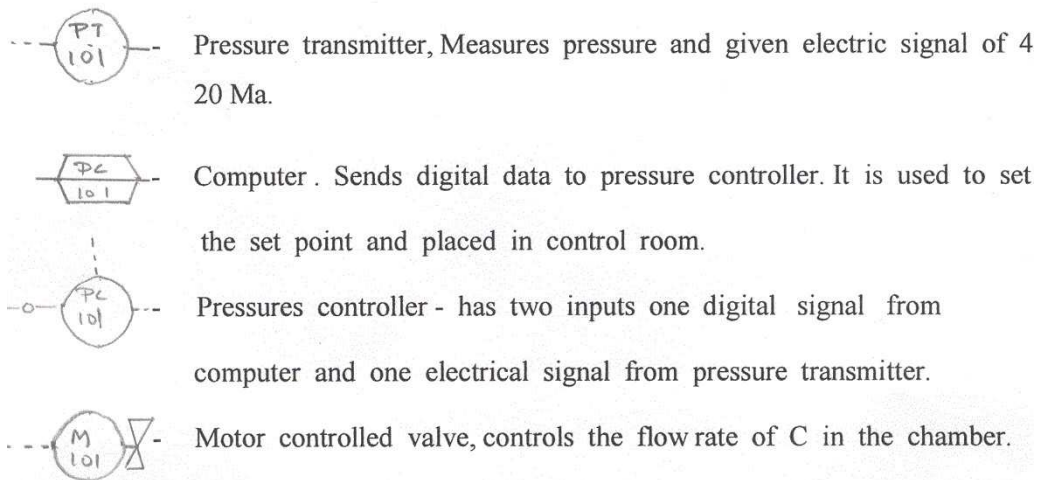 PT
101
Pressure transmitter, Measures pressure and given electric signal of 4
20 Ma.
PC
101
Computer . Sends digital data to pressure controller. It is used to set
the set point and placed in control room.
PC
101
Pressures controller - has two inputs one digital signal from
computer and one electrical signal from pressure transmitter.
M
101
Motor controlled valve, controls the flow rate of C in the chamber.